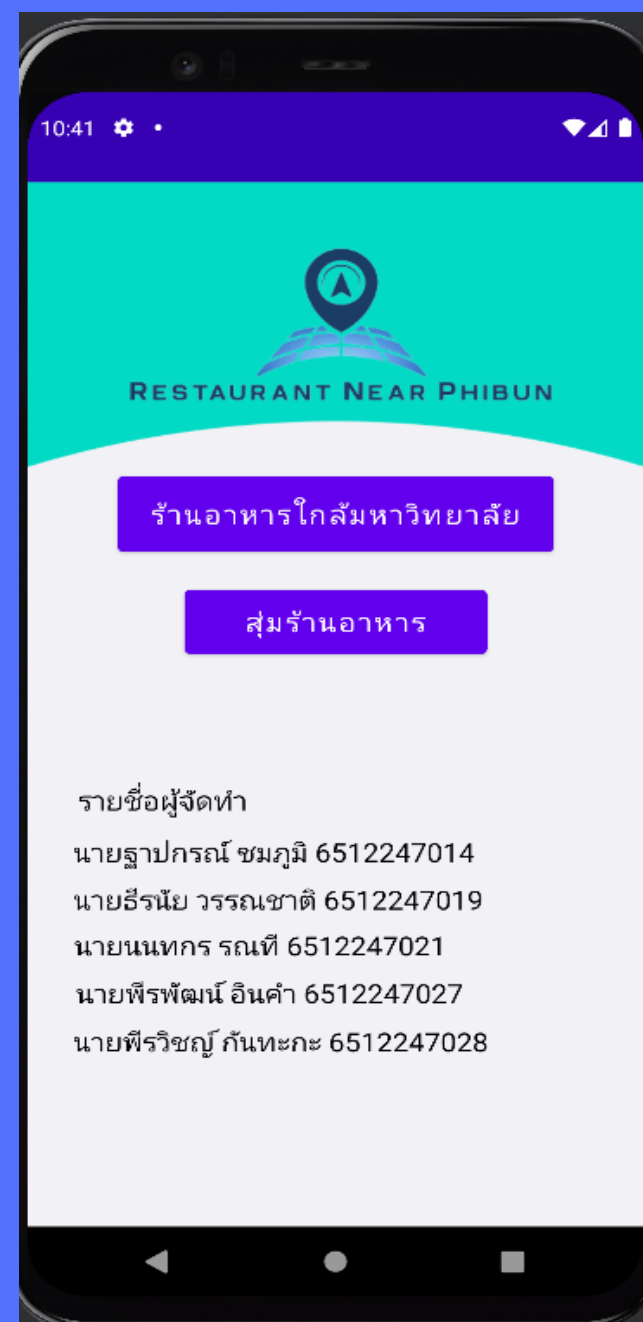 10:41
RESTAURANT NEAR PHIBUN
ร้านอาหารใกล้มหาวิทยาลัย
สุ่มร้านอาหาร
รายชื่อผู้จัดทำ
นายฐาปกรณ์ ชมภูมิ 6512247014
นายธีรนัย วรรณชาติ 6512247019
นายนนทกร รณที 6512247021
นายพีรพัฒน์ อินคำ 6512247027
นายพีรวิชญ์ กันทะกะ 6512247028